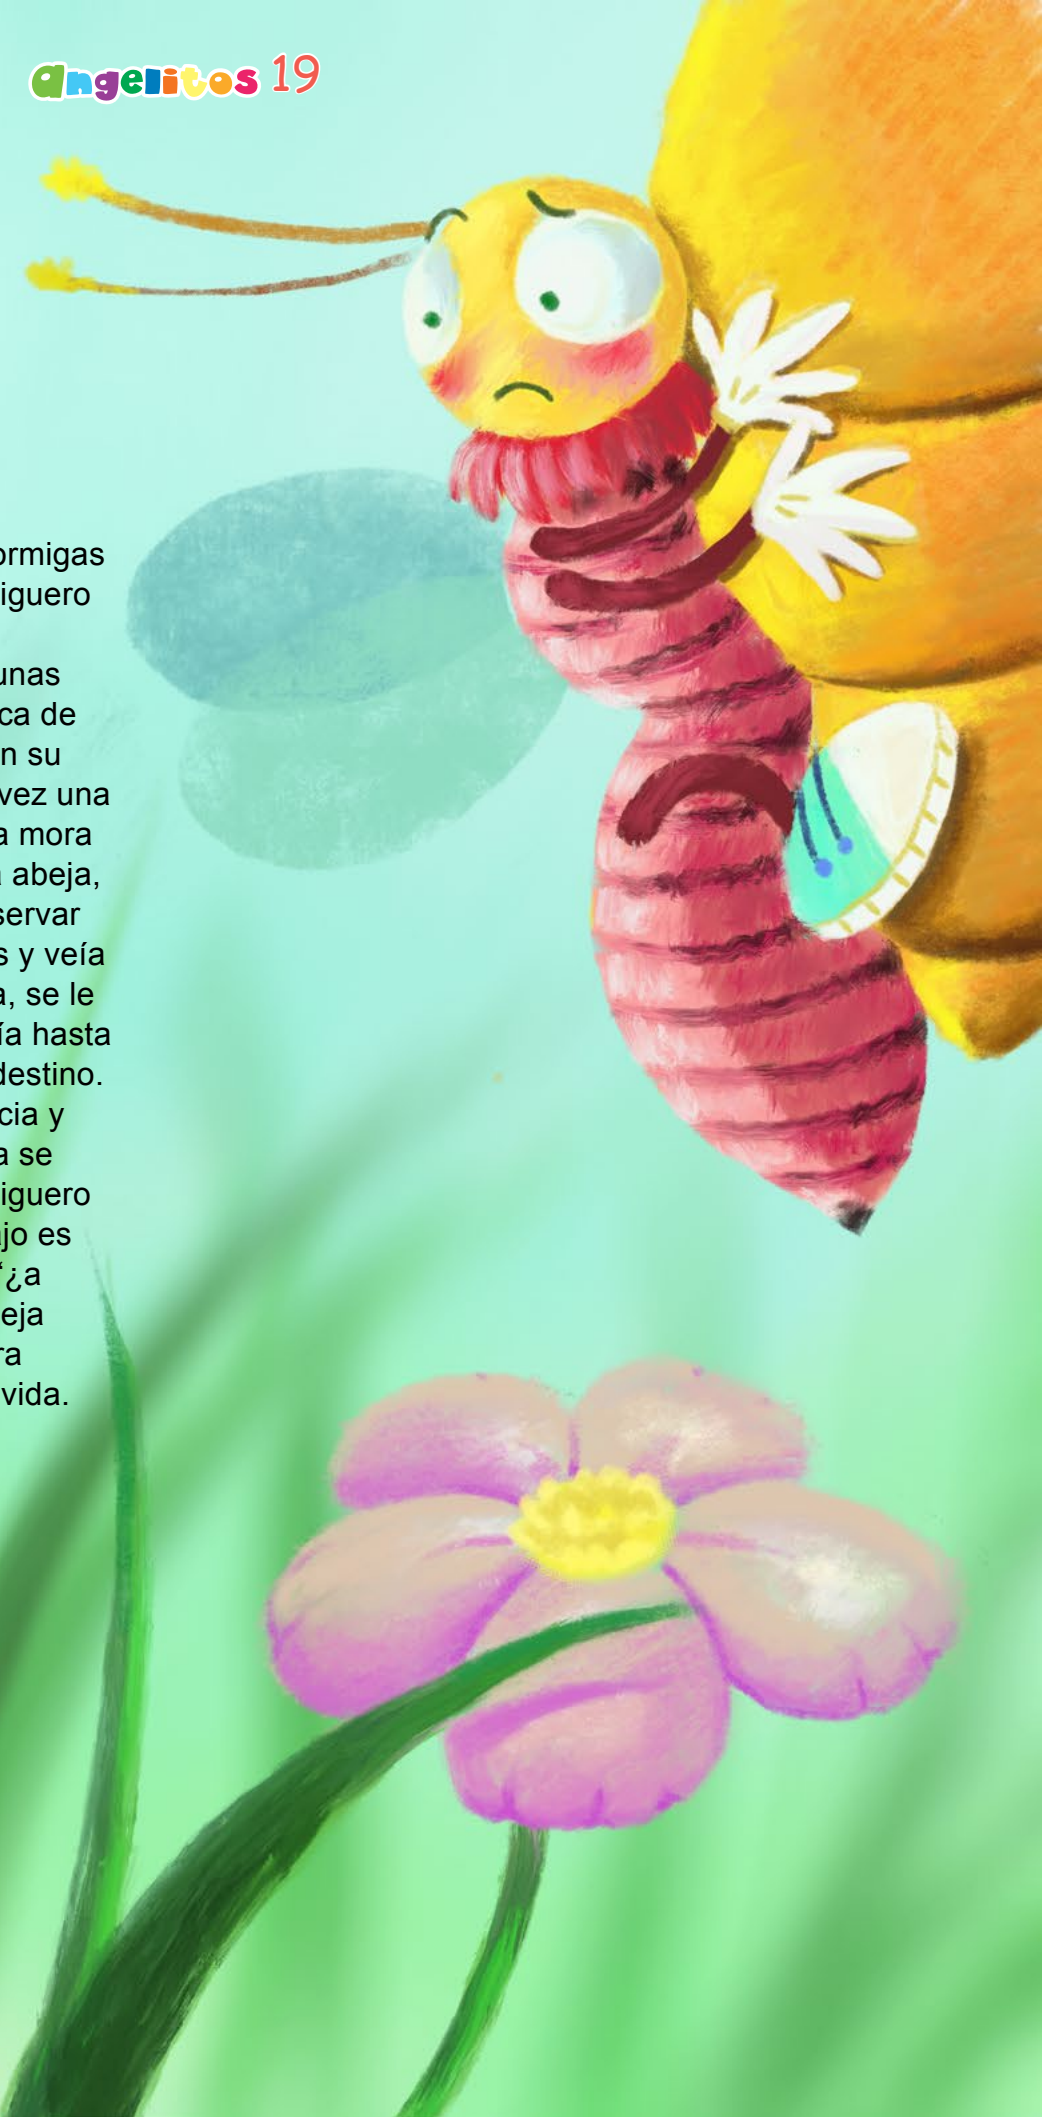 angelitos 19
ormigas
iguero
unas
ca de
n su
vez una
a mora
a abeja,
servar
s y veía
a, se le
ía hasta
destino.
cia y
a se
iguero
ajo es
“¿a
eja
ra
vida.